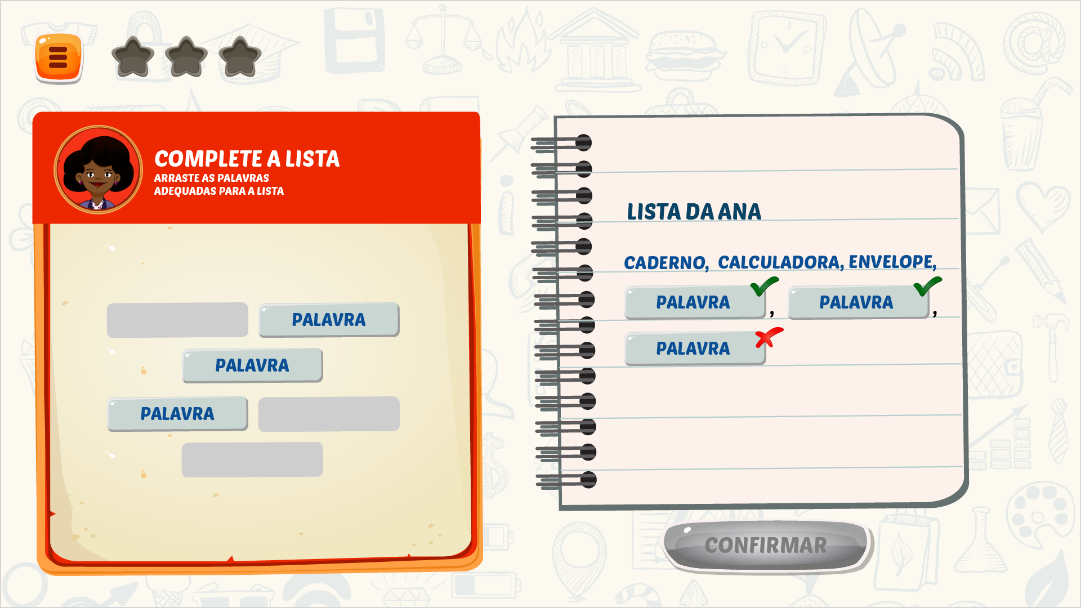 COMPLETE A LISTA
ARRASTE AS PALAVRAS
ADEQUADAS PARA A LISTA
PALAVRA
PALAVRA
PALAVRA
LISTA DA ANA
CADERNO, CALCULADORA, ENVELOPE,
PALAVRA, PALAVRA,
PALAVRA
CONFIRMAR